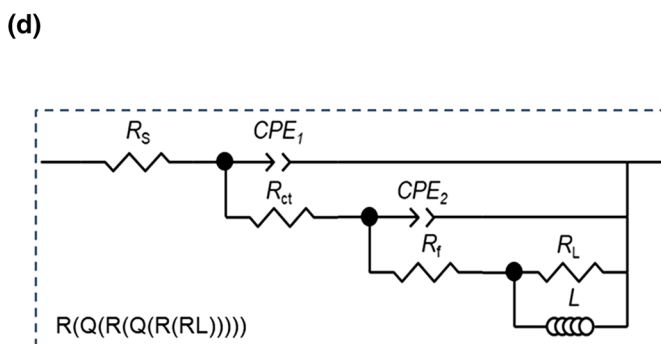 (d)
R_S CPE_1
R_ct CPE_2
R_f R_L
L
R(Q(R(Q(R(RL)))))